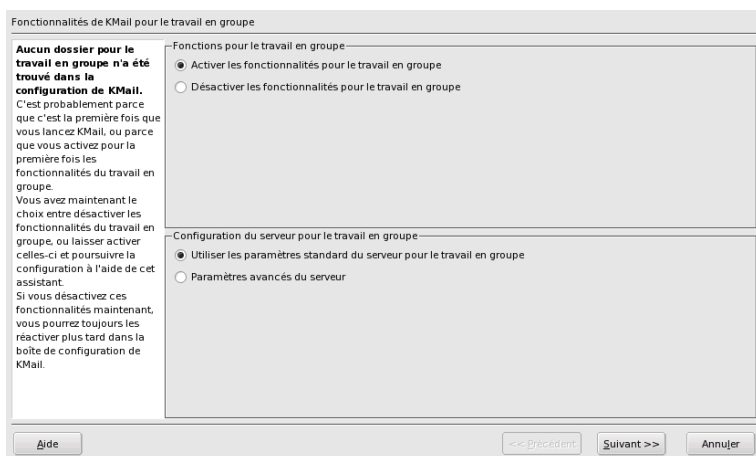 Fonctionnalités de KMail pour le travail en groupe
Aucun dossier pour le
travail en groupe n'a été
trouvé dans la
configuration de KMail.
C'est probablement parce
que c'est la première fois que
vous lancez KMail, ou parce
que vous activez pour la
première fois les
fonctionnalités du travail en
groupe.
Vous avez maintenant le
choix entre désactiver les
fonctionnalités du travail en
groupe, ou laisser activer
celles-ci et poursuivre la
configuration à l'aide de cet
assistant.
Si vous désactivez ces
fonctionnalités maintenant,
vous pourrez toujours les
réactiver plus tard dans la
boîte de configuration de
KMail.
Fonctions pour le travail en groupe
Activer les fonctionnalités pour le travail en groupe
Désactiver les fonctionnalités pour le travail en groupe
Configuration du serveur pour le travail en groupe
Utiliser les paramètres standard du serveur pour le travail en groupe
Paramètres avancés du serveur
Aide
<< Précédent
Suivant >>
Annuler